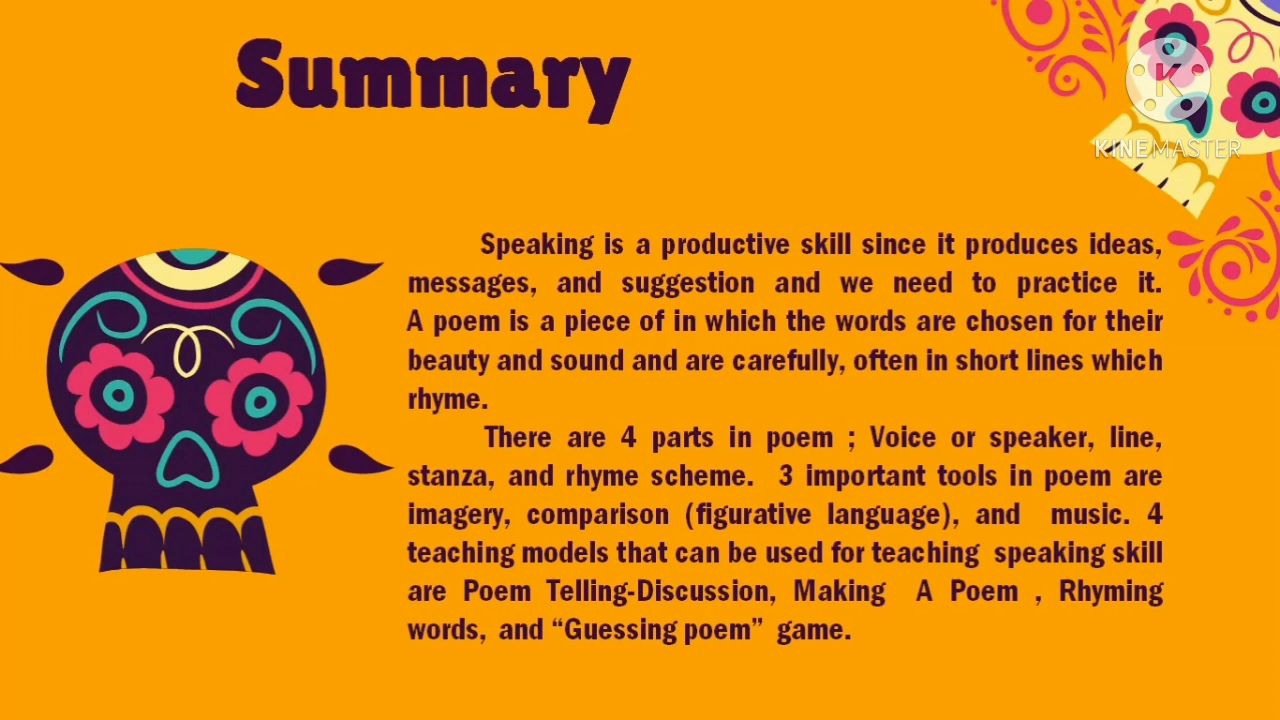 Summary
KINEMASTER
Speaking is a productive skill since it produces ideas,
messages, and suggestion and we need to practice it.
A poem is a piece of in which the words are chosen for their
beauty and sound and are carefully, often in short lines which
rhyme.
There are 4 parts in poem ; Voice or speaker, line,
stanza, and rhyme scheme. 3 important tools in poem are
imagery, comparison (figurative language), and music. 4
teaching models that can be used for teaching speaking skill
are Poem Telling-Discussion, Making A Poem , Rhyming
words, and “Guessing poem” game.